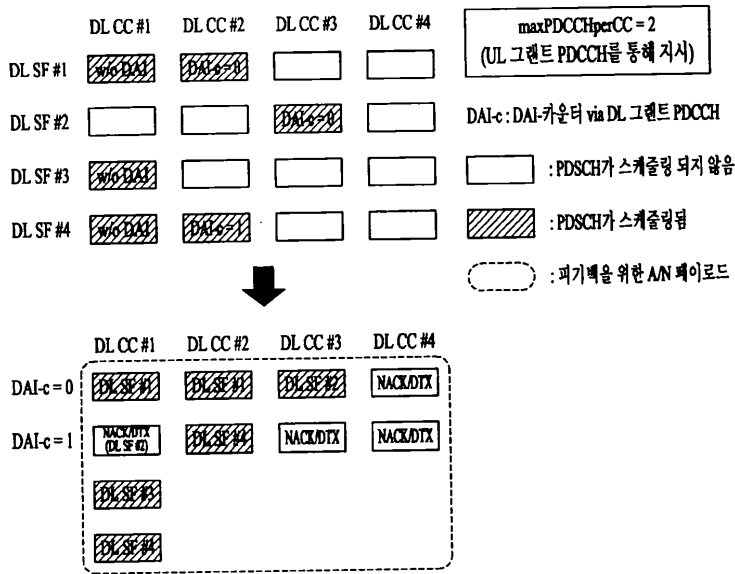 DL CC #1 DL CC #2 DL CC #3 DL CC #4
maxPDCCHperCC = 2
(UL 그랜트 PDCCH를 통해 지시)
DL SF #1 w/o DAI DAI-c = 0
DL SF #2 DAI-c = 0
DAI-c : DAI-카운터 via DL 그랜트 PDCCH
DL SF #3 w/o DAI
: PDSCH가 스케줄링 되지 않음
DL SF #4 w/o DAI DAI-c = 1
: PDSCH가 스케줄링됨
: 피기백을 위한 A/N 페이로드
DL CC #1 DL CC #2 DL CC #3 DL CC #4
DAI-c = 0 DL SF #1 DL SF #1 DL SF #2 NACK/DTX
DAI-c = 1 NACK/DTX (DL SF #2) DL SF #4 NACK/DTX NACK/DTX
DL SF #3
DL SF #4